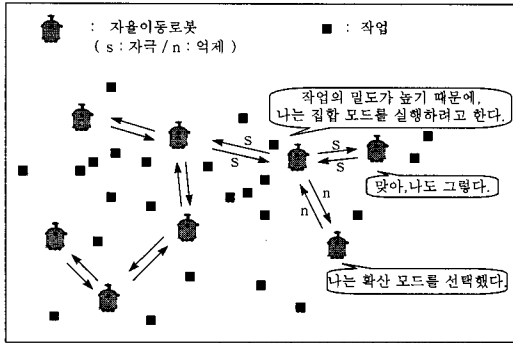 : 자율이동로봇
( s : 자극 / n : 억제 )
: 작업
작업의 밀도가 높기 때문에,
나는 집합 모드를 실행하려고 한다.
S
S
S
S
맞아, 나도 그렇다.
n
n
나는 확산 모드를 선택했다.